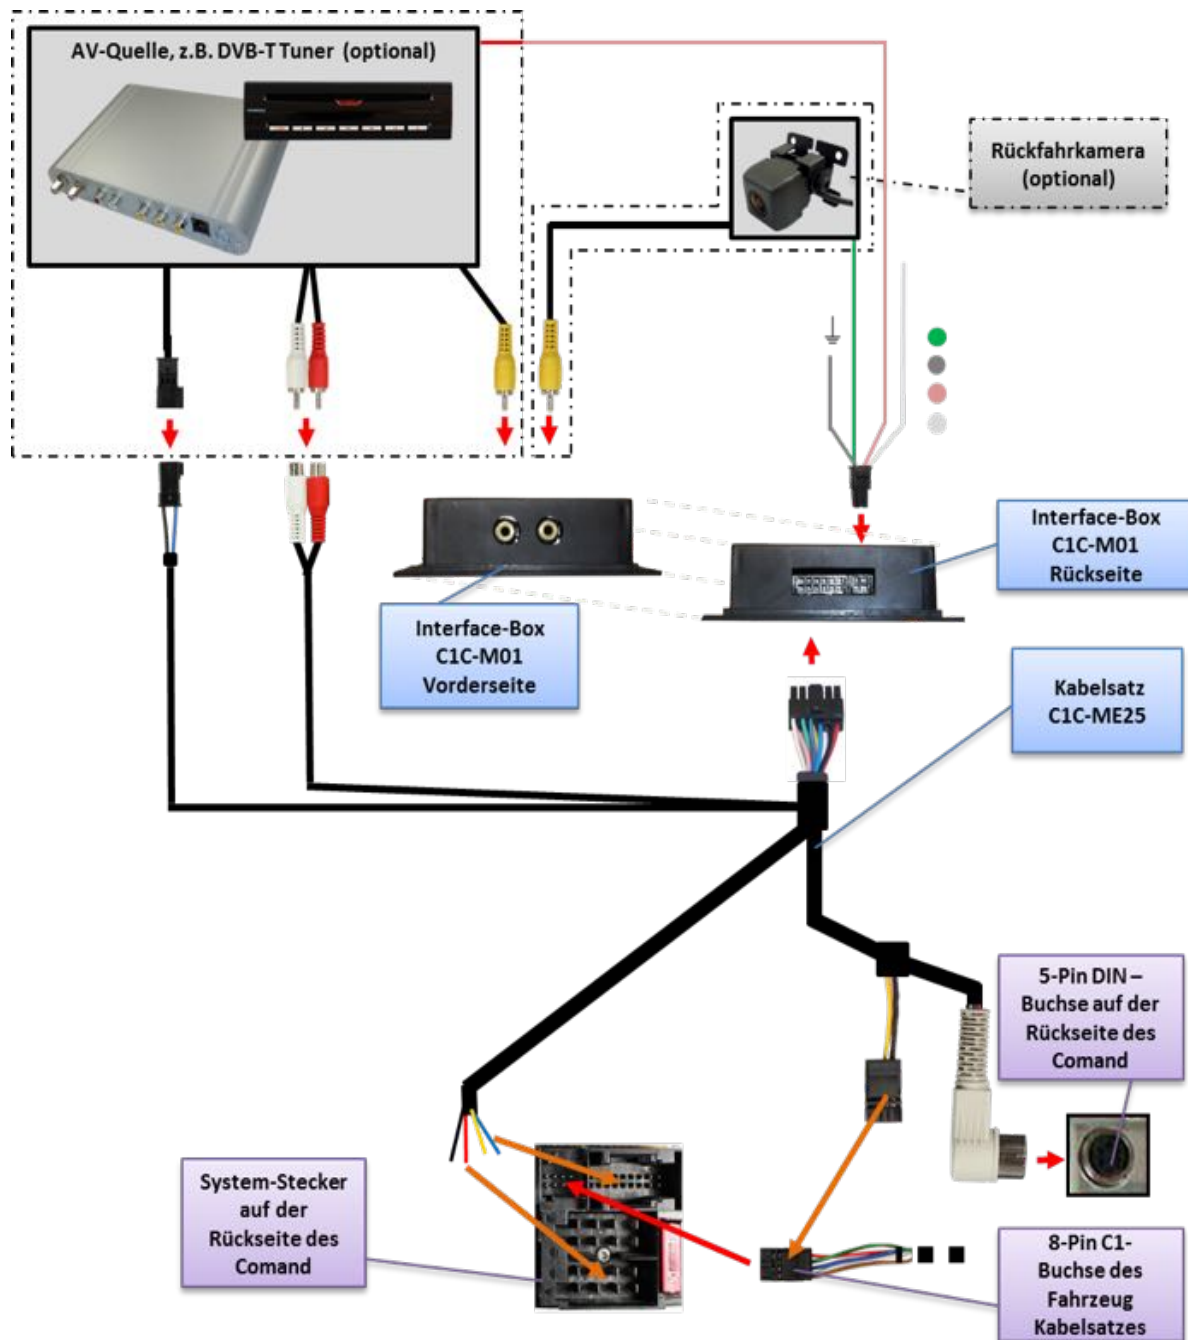 AV-Quelle, z.B. DVB-T Tuner (optional)
Rückfahrkamera
(optional)
Interface-Box
C1C-M01
Rückseite
Interface-Box
C1C-M01
Vorderseite
Kabelsatz
C1C-ME25
5-Pin DIN –
Buchse auf der
Rückseite des
Comand
System-Stecker
auf der
Rückseite des
Comand
8-Pin C1-
Buchse des
Fahrzeug
Kabelsatzes